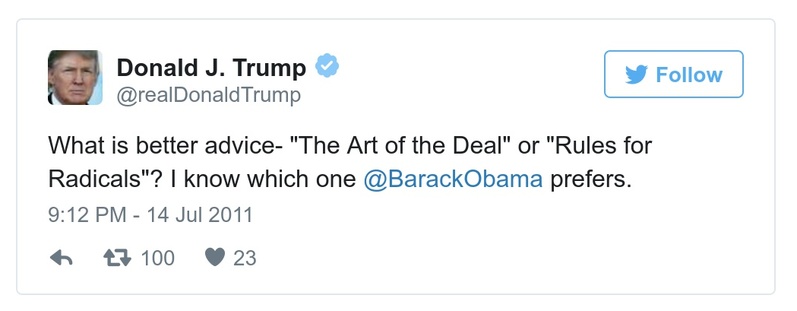 Donald J. Trump
@realDonaldTrump
Follow
What is better advice- "The Art of the Deal" or "Rules for
Radicals"? I know which one @BarackObama prefers.
9:12 PM - 14 Jul 2011
100 23